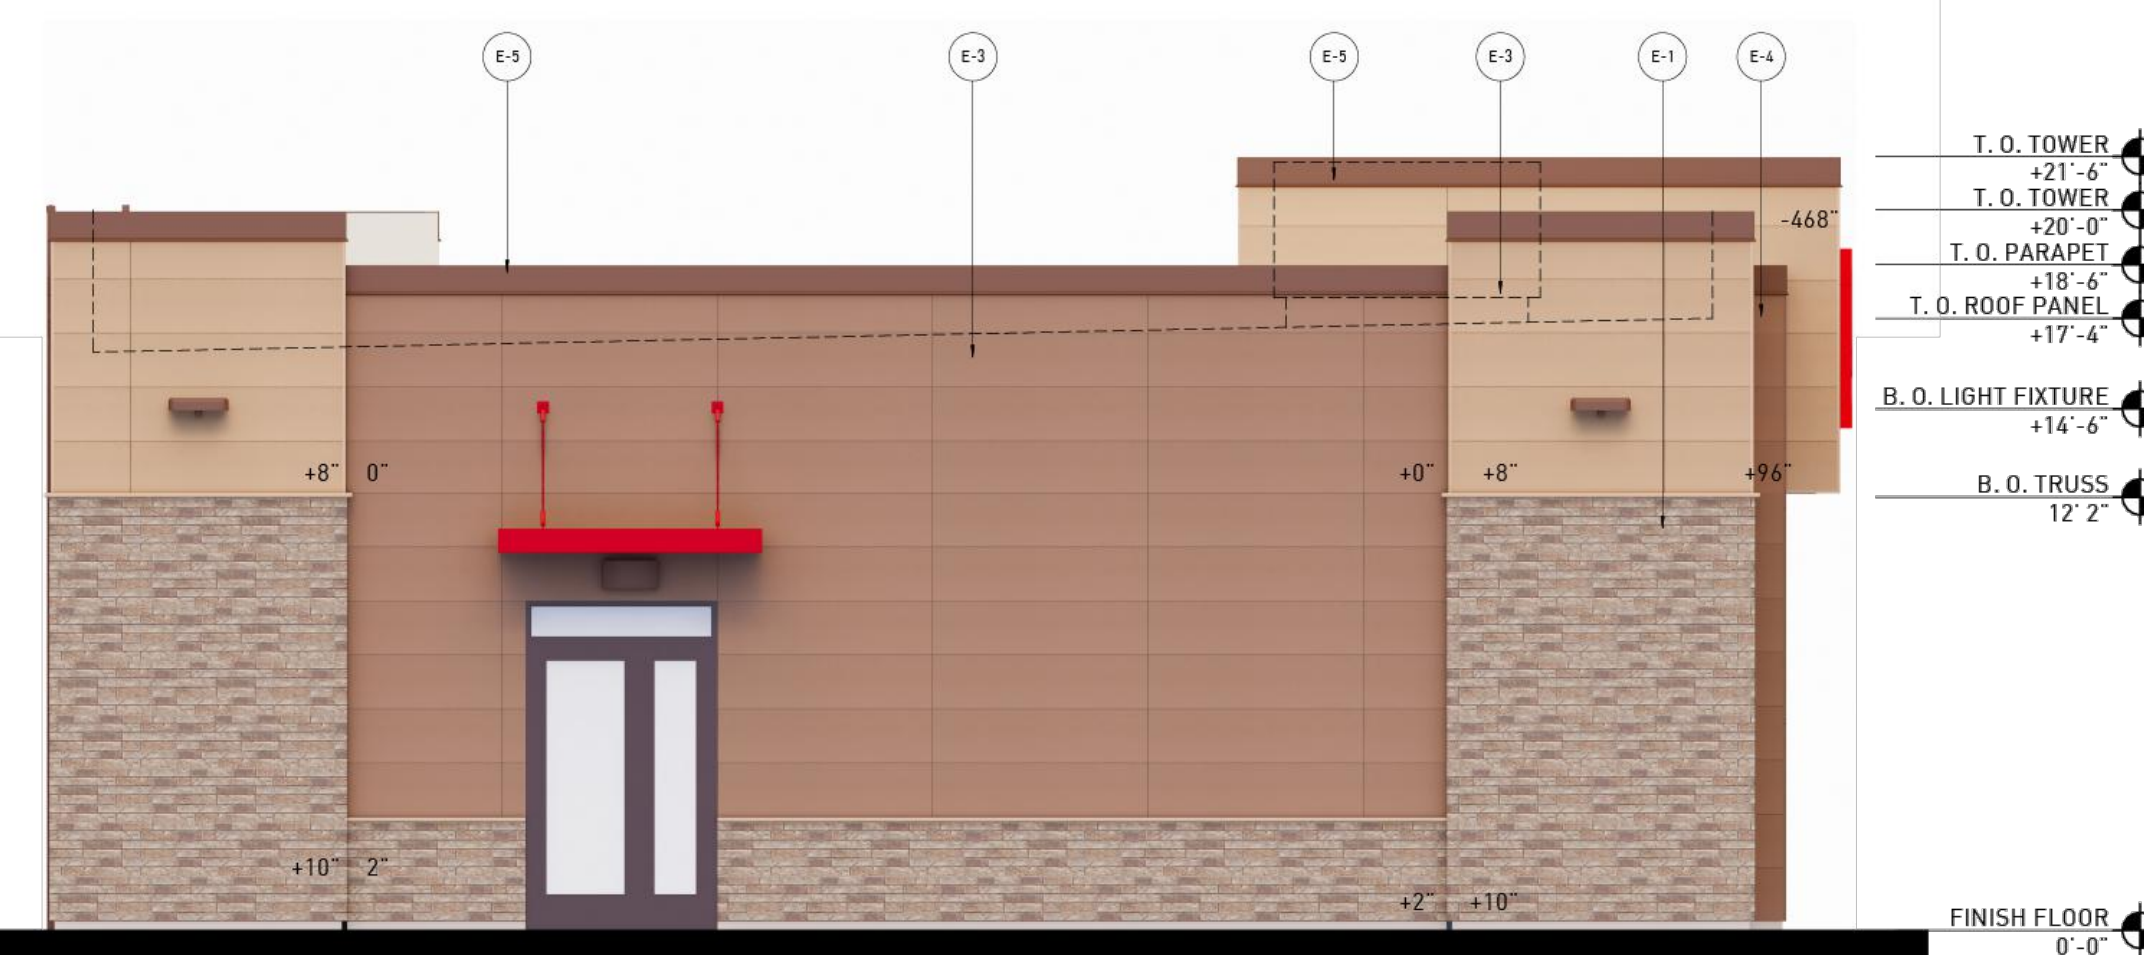 E-5
E-3
E-5
E-3
E-1
E-4
T. O. TOWER
+21'-6"
T. O. TOWER
+20'-0"
-468"
T. O. PARAPET
+18'-6"
T. O. ROOF PANEL
+17'-4"
B. O. LIGHT FIXTURE
+14'-6"
+8" 0"
+0" +8"
+96"
B. O. TRUSS
12' 2"
+10" 2"
+2" +10"
FINISH FLOOR
0'-0"